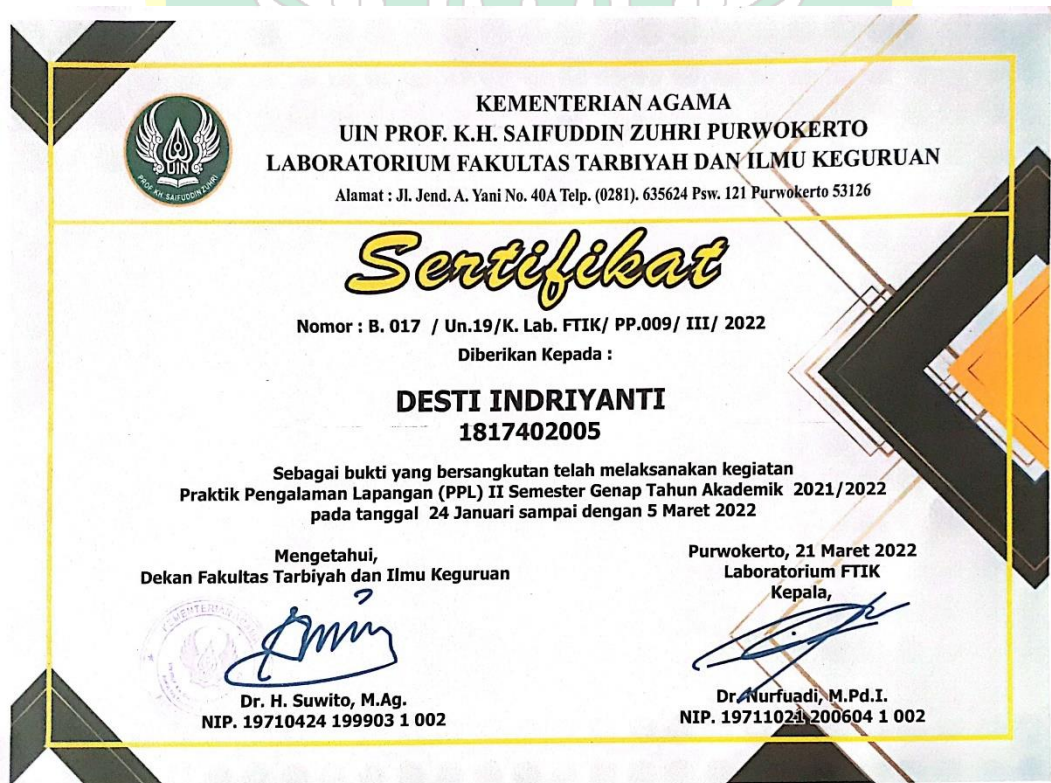 KEMENTERIAN AGAMA
UIN PROF. K.H. SAIFUDDIN ZUHRI PURWOKERTO
LABORATORIUM FAKULTAS TARBIYAH DAN ILMU KEGURUAN
Alamat : Jl. Jend. A. Yani No. 40A Telp. (0281). 635624 Psw. 121 Purwokerto 53126
UIN
PROF. K.H. SAIFUDDIN ZUHRI
Sertifikat
Nomor : B. 017 / Un.19/K. Lab. FTIK/ PP.009/ III/ 2022
Diberikan Kepada :
DESTI INDRIYANTI
1817402005
Sebagai bukti yang bersangkutan telah melaksanakan kegiatan
Praktik Pengalaman Lapangan (PPL) II Semester Genap Tahun Akademik 2021/2022
pada tanggal 24 Januari sampai dengan 5 Maret 2022
Mengetahui,
Dekan Fakultas Tarbiyah dan Ilmu Keguruan
KEMENTERIAN
Dr. H. Suwito, M.Ag.
NIP. 19710424 199903 1 002
Purwokerto, 21 Maret 2022
Laboratorium FTIK
Kepala,
Dr. Nurfuadi, M.Pd.I.
NIP. 19711021 200604 1 002